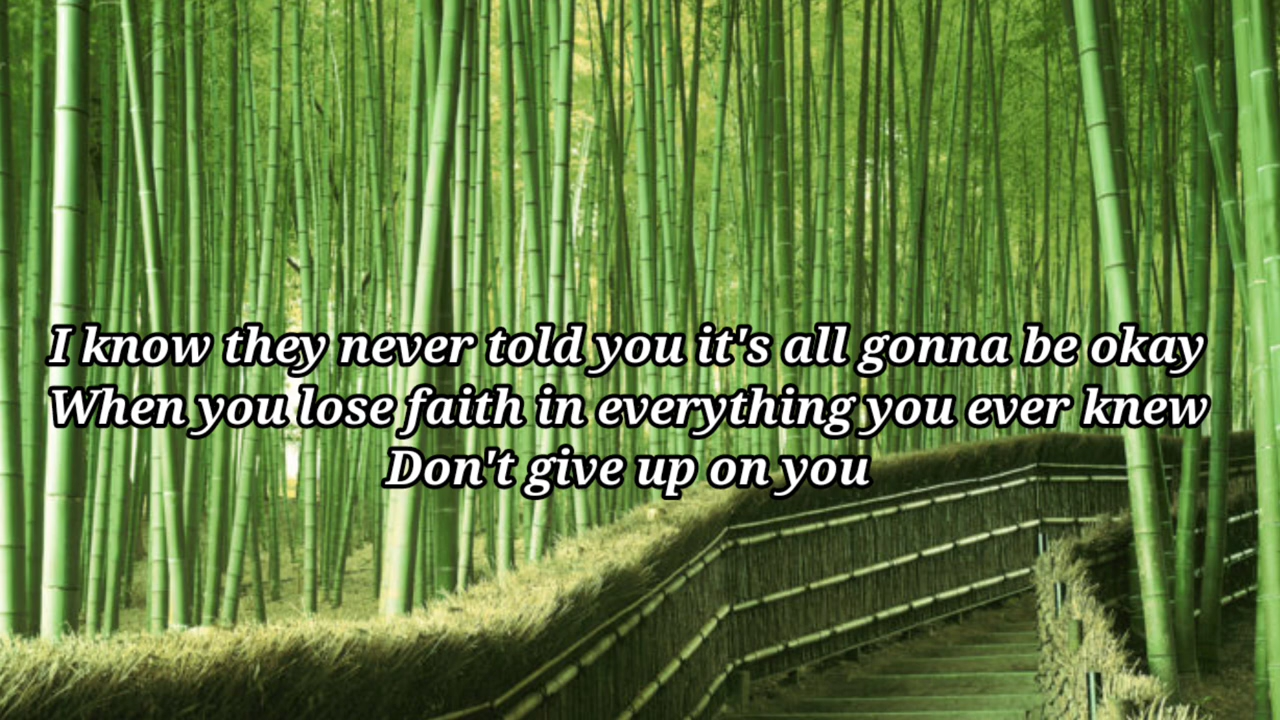 I know they never told you it's all gonna be okay
When you lose faith in everything you ever knew
Don't give up on you